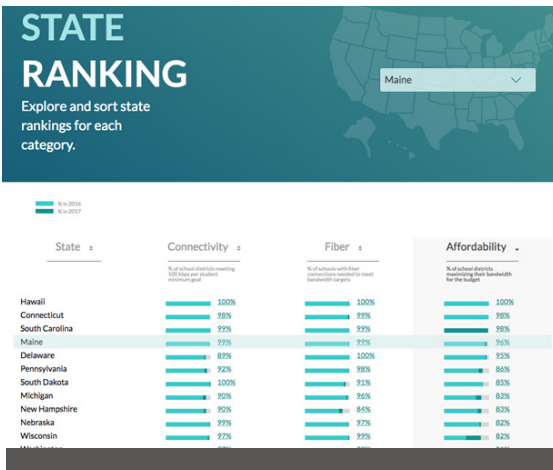 STATE
RANKING
Explore and sort state
rankings for each
category.
Maine
% in 2016
% in 2017
State Connectivity Fiber Affordability
% of school districts meeting
100 kbps per student
minimum goal
% of schools with fiber
connections needed to meet
bandwidth targets
% of school districts
maximizing their bandwidth
for the budget
Hawaii 100% 100% 100%
Connecticut 98% 99% 98%
South Carolina 99% 99% 98%
Maine 99% 99% 96%
Delaware 89% 100% 95%
Pennsylvania 92% 98% 86%
South Dakota 100% 91% 85%
Michigan 90% 96% 83%
New Hampshire 90% 84% 83%
Nebraska 99% 97% 82%
Wisconsin 97% 99% 82%